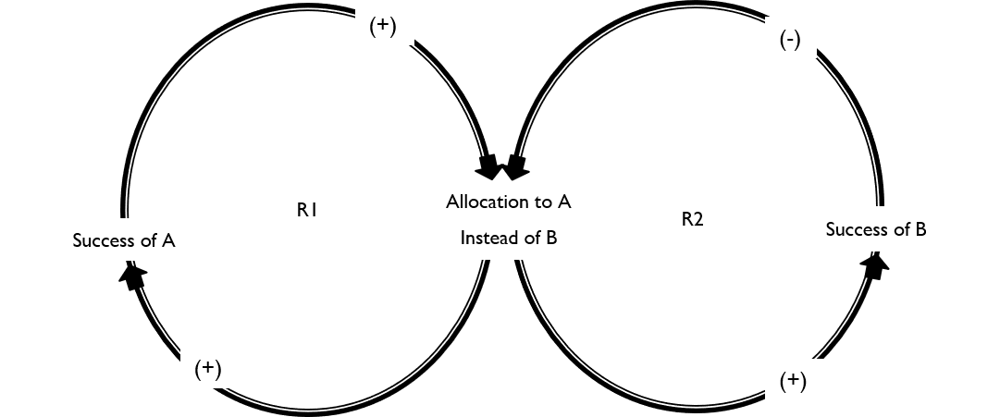 (+)
(-)
R1
Allocation to A
Instead of B
R2
Success of A
Success of B
(+)
(+)